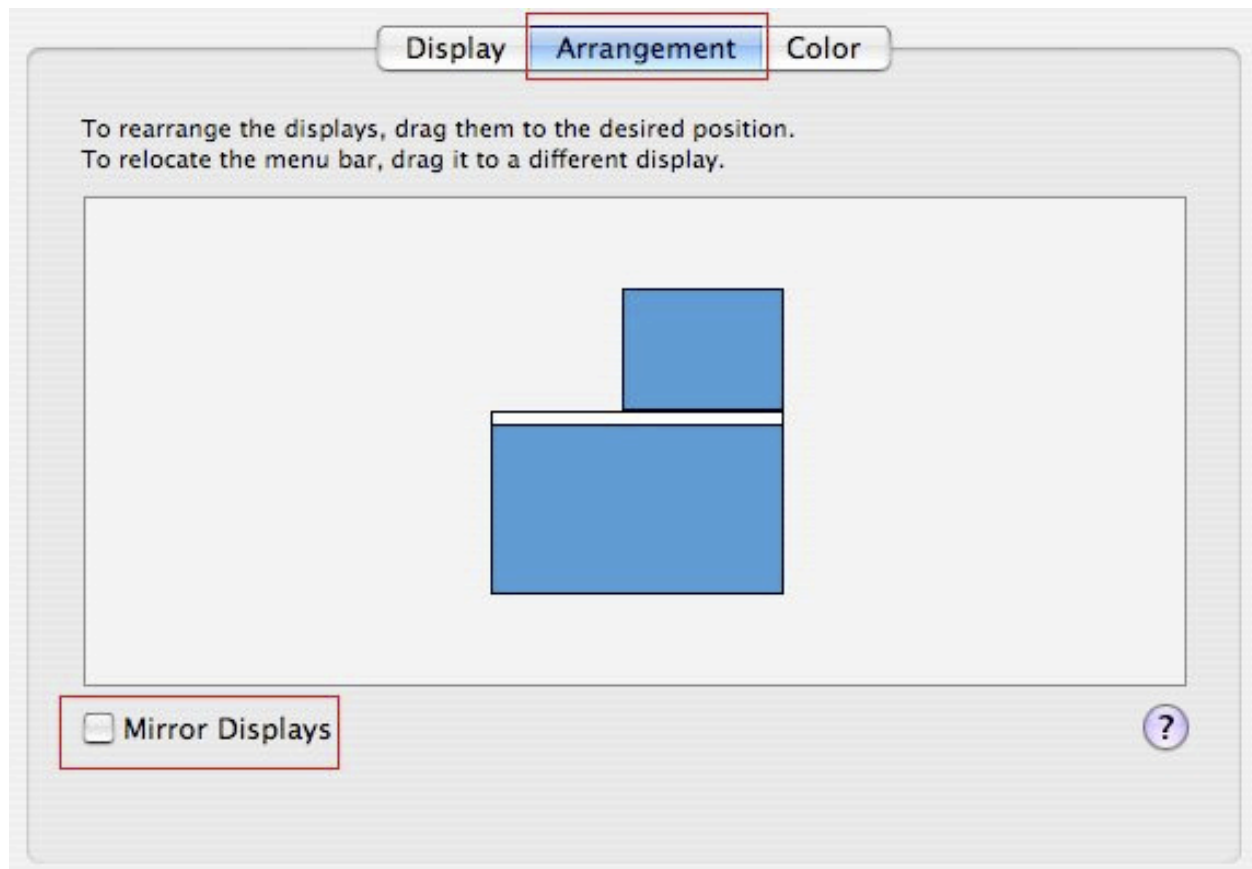 Display Arrangement Color
To rearrange the displays, drag them to the desired position.
To relocate the menu bar, drag it to a different display.
Mirror Displays ?